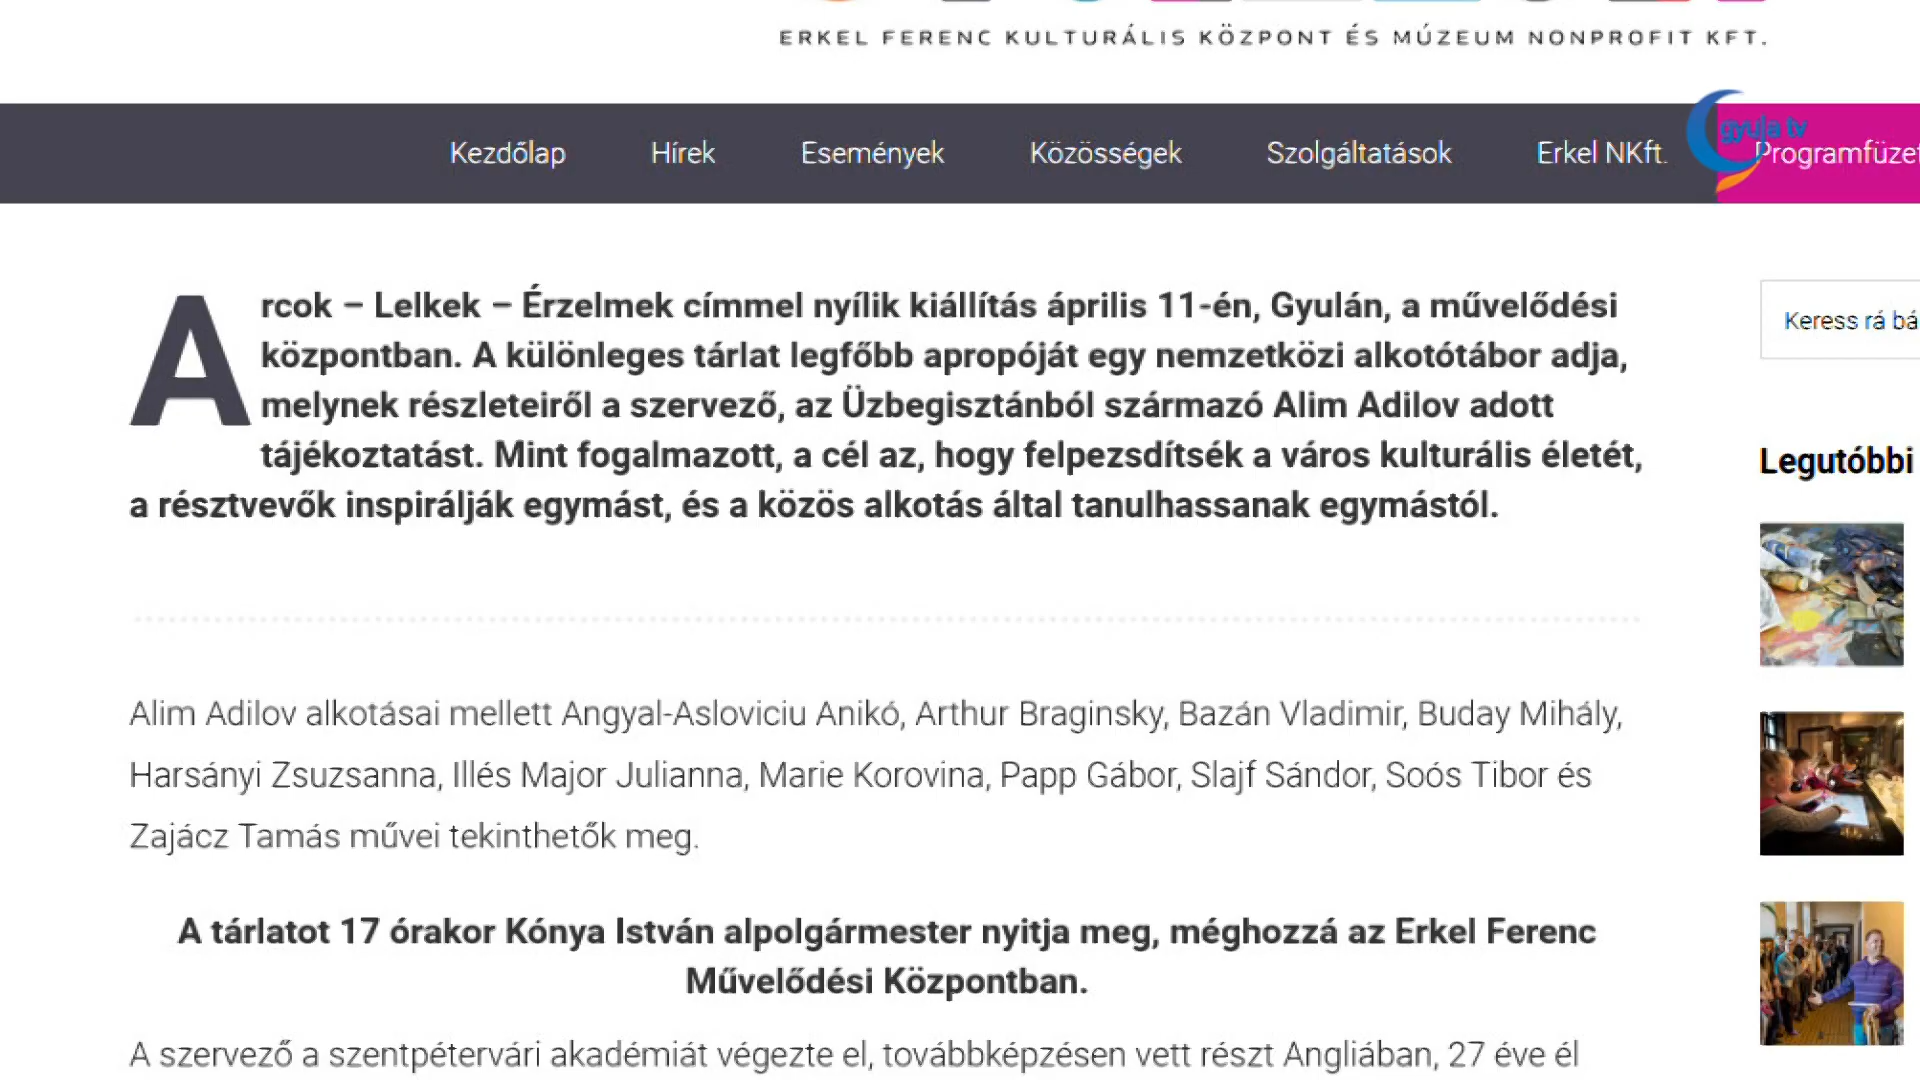 ERKEL FERENC KULTURÁLIS KÖZPONT ÉS MÚZEUM NONPROFIT KFT.
gyula tv
Kezdőlap Hírek Események Közösségek Szolgáltatások Erkel NKft. Programfüzet
Arcok – Lelkek – Érzelmek címmel nyílik kiállítás április 11-én, Gyulán, a művelődési
központban. A különleges tárlat legfőbb apropóját egy nemzetközi alkotótábor adja,
melynek részleteiről a szervező, az Üzbegisztánból származó Alim Adilov adott
tájékoztatást. Mint fogalmazott, a cél az, hogy felpezsdítsék a város kulturális életét,
a résztvevők inspirálják egymást, és a közös alkotás által tanulhassanak egymástól.
Keress rá bá
Legutóbbi
Alim Adilov alkotásai mellett Angyal-Asloviciu Anikó, Arthur Braginsky, Bazán Vladimir, Buday Mihály,
Harsányi Zsuzsanna, Illés Major Julianna, Marie Korovina, Papp Gábor, Slajf Sándor, Soós Tibor és
Zajácz Tamás művei tekinthetők meg.
A tárlatot 17 órakor Kónya István alpolgármester nyitja meg, méghozzá az Erkel Ferenc
Művelődési Központban.
A szervező a szentpétervári akadémiát végezte el, továbbképzésen vett részt Angliában, 27 éve él